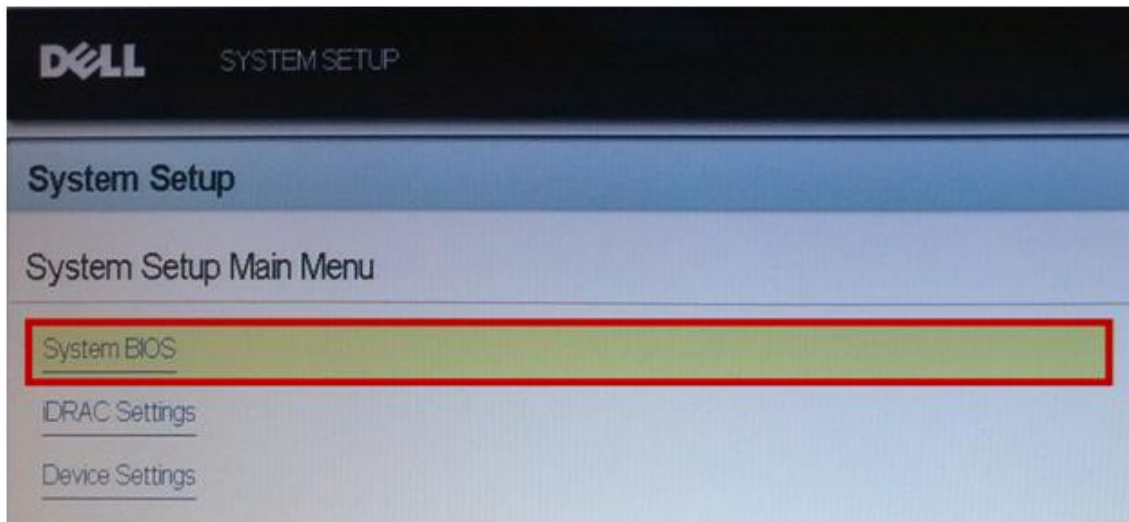 DELL SYSTEM SETUP
System Setup
System Setup Main Menu
System BIOS
iDRAC Settings
Device Settings